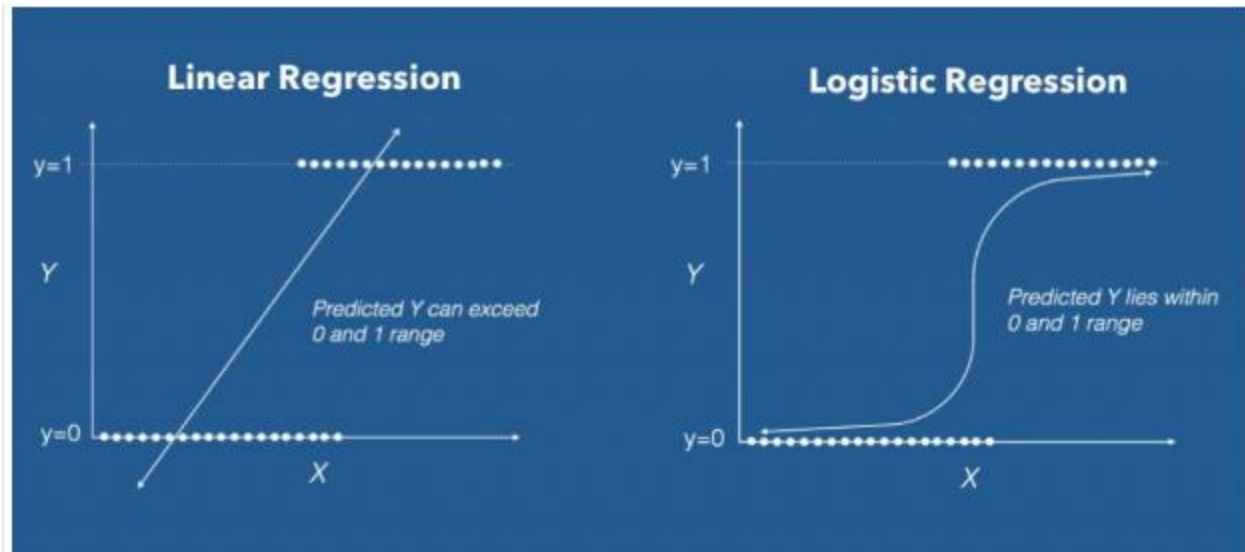 Linear Regression
y=1
Y
Predicted Y can exceed
0 and 1 range
y=0
X
Logistic Regression
y=1
Y
Predicted Y lies within
0 and 1 range
y=0
X